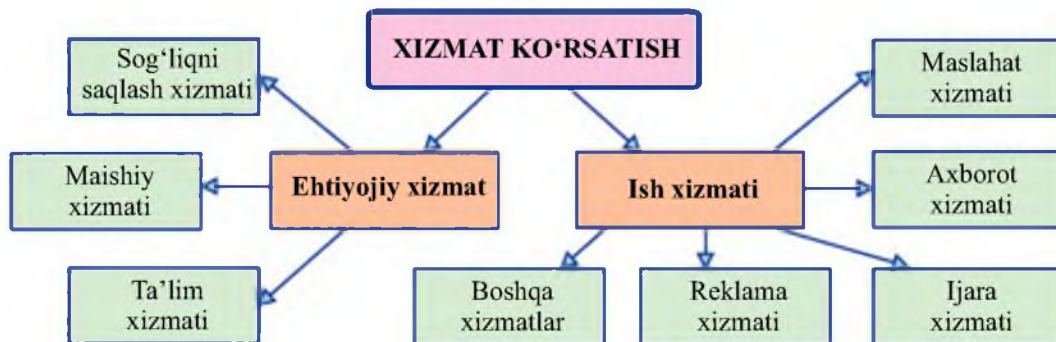 XIZMAT KO‘RSATISH
Sog‘liqni
saqlash xizmati
Maslahat
xizmati
Maishiy
xizmati
Ehtiyojiy xizmat
Ish xizmati
Axborot
xizmati
Ta’lim
xizmati
Boshqa
xizmatlar
Reklama
xizmati
Ijara
xizmati